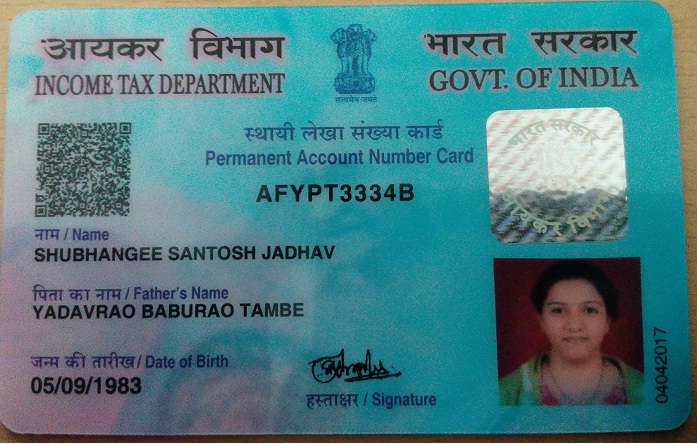 आयकर विभाग
INCOME TAX DEPARTMENT
सत्यमेव जयते
भारत सरकार
GOVT. OF INDIA
स्थायी लेखा संख्या कार्ड
Permanent Account Number Card
AFYPT3334B
भारत सरकार
आयकर विभाग
नाम / Name
SHUBHANGEE SANTOSH JADHAV
पिता का नाम / Father's Name
YADAVRAO BABURAO TAMBE
जन्म की तारीख / Date of Birth
05/09/1983
हस्ताक्षर / Signature
04042017